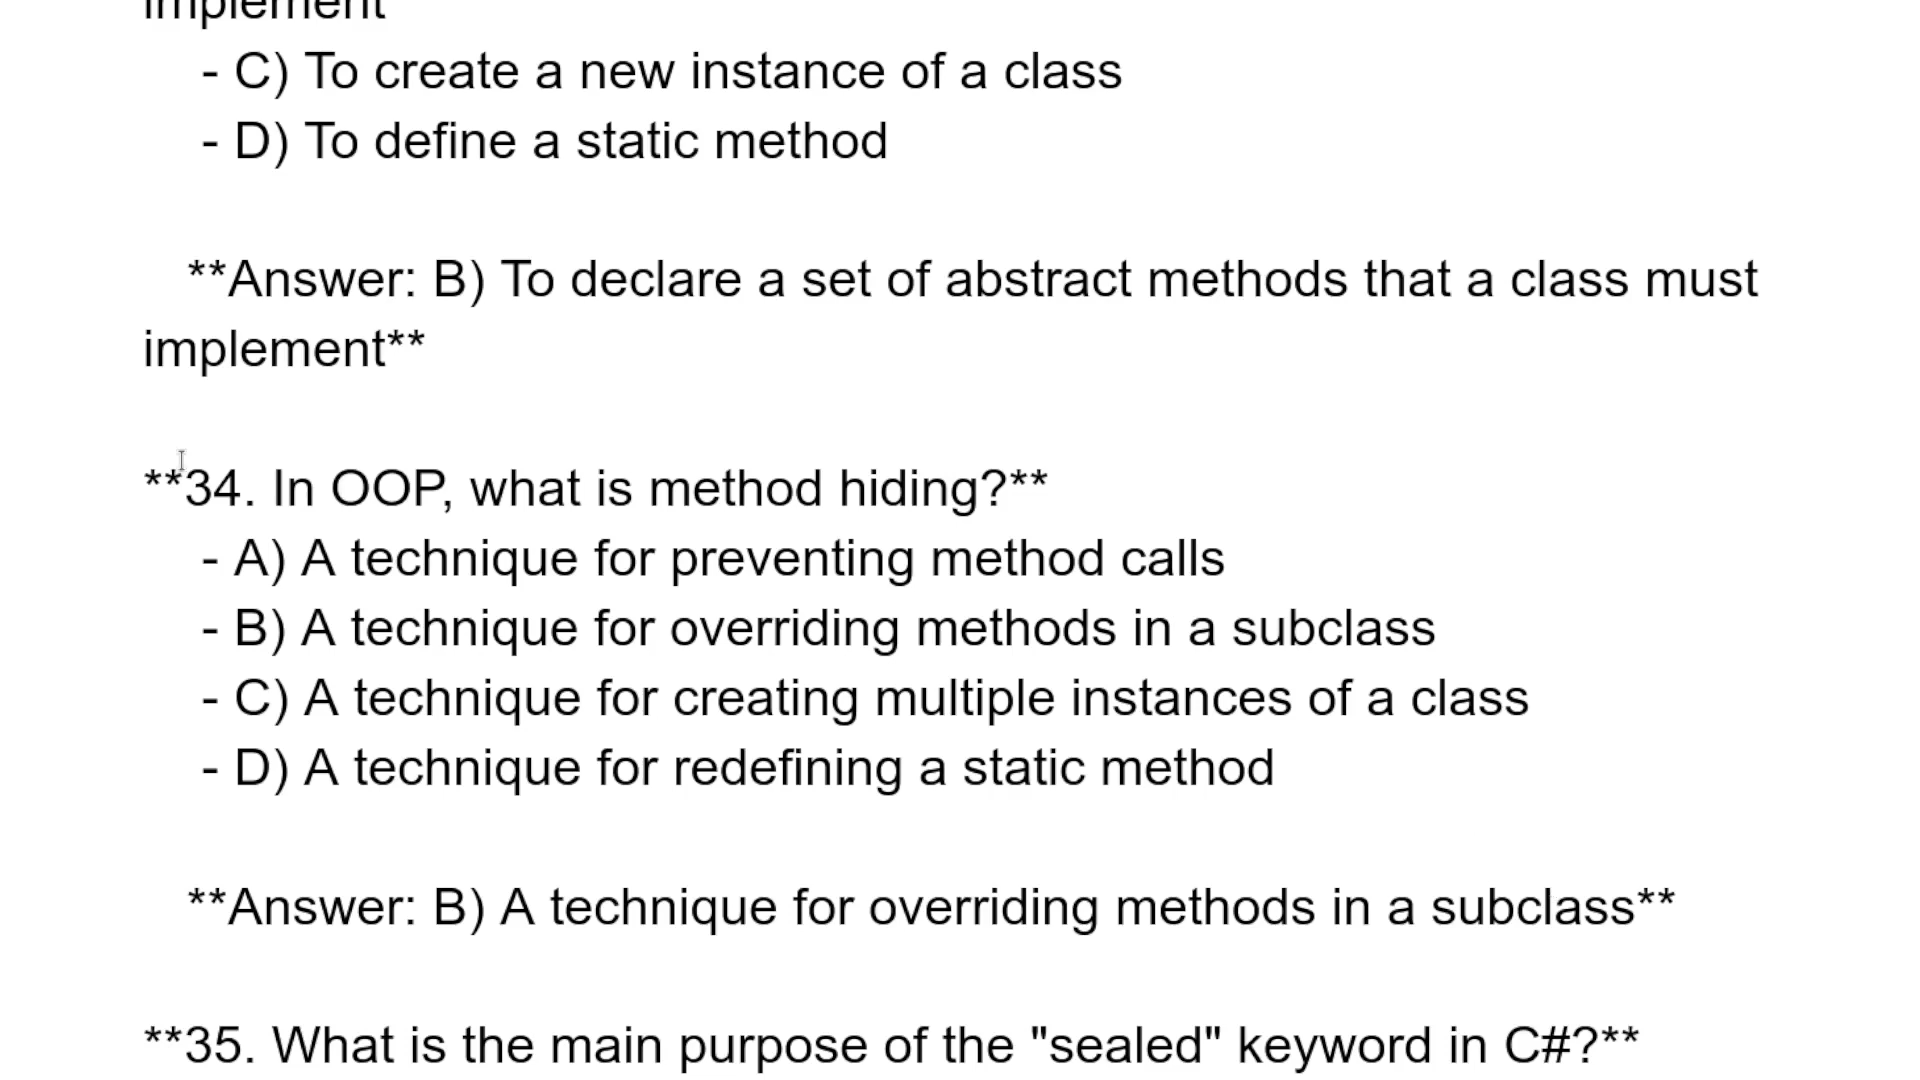 implement
- C) To create a new instance of a class
- D) To define a static method
**Answer: B) To declare a set of abstract methods that a class must
implement**
**34. In OOP, what is method hiding?**
- A) A technique for preventing method calls
- B) A technique for overriding methods in a subclass
- C) A technique for creating multiple instances of a class
- D) A technique for redefining a static method
**Answer: B) A technique for overriding methods in a subclass**
**35. What is the main purpose of the "sealed" keyword in C#?**